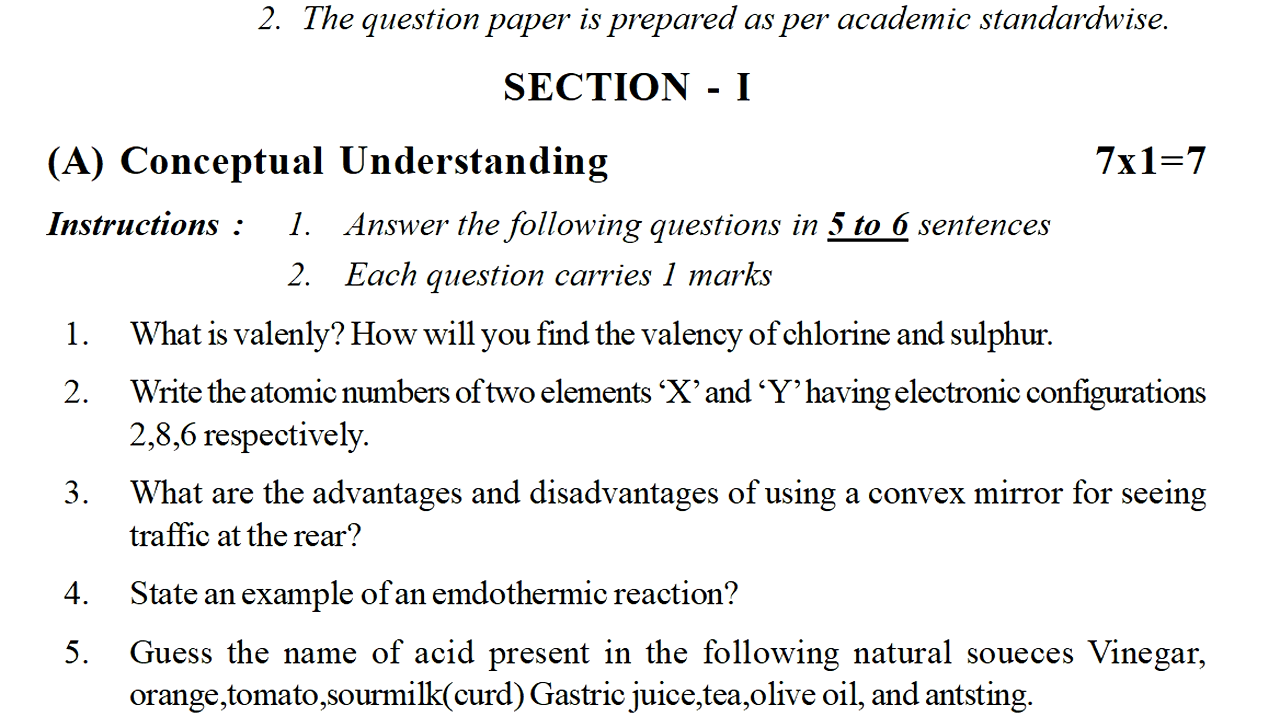 2. The question paper is prepared as per academic standardwise.
SECTION - I
(A) Conceptual Understanding 7x1=7
Instructions : 1. Answer the following questions in 5 to 6 sentences
2. Each question carries 1 marks
1. What is valenly? How will you find the valency of chlorine and sulphur.
2. Write the atomic numbers of two elements ‘X’ and ‘Y’ having electronic configurations
2,8,6 respectively.
3. What are the advantages and disadvantages of using a convex mirror for seeing
traffic at the rear?
4. State an example of an emdothermic reaction?
5. Guess the name of acid present in the following natural soueces Vinegar,
orange,tomato,sourmilk(curd) Gastric juice,tea,olive oil, and antsting.